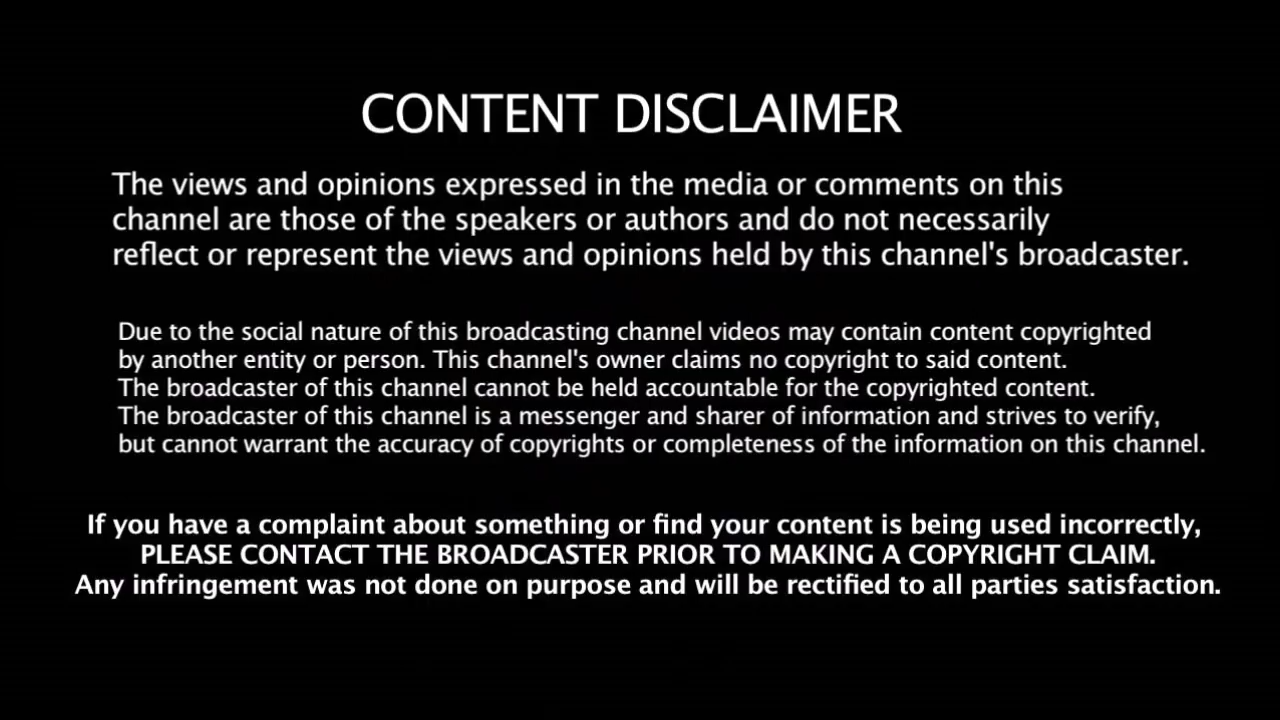 CONTENT DISCLAIMER
The views and opinions expressed in the media or comments on this
channel are those of the speakers or authors and do not necessarily
reflect or represent the views and opinions held by this channel's broadcaster.
Due to the social nature of this broadcasting channel videos may contain content copyrighted
by another entity or person. This channel's owner claims no copyright to said content.
The broadcaster of this channel cannot be held accountable for the copyrighted content.
The broadcaster of this channel is a messenger and sharer of information and strives to verify,
but cannot warrant the accuracy of copyrights or completeness of the information on this channel.
If you have a complaint about something or find your content is being used incorrectly,
PLEASE CONTACT THE BROADCASTER PRIOR TO MAKING A COPYRIGHT CLAIM.
Any infringement was not done on purpose and will be rectified to all parties satisfaction.